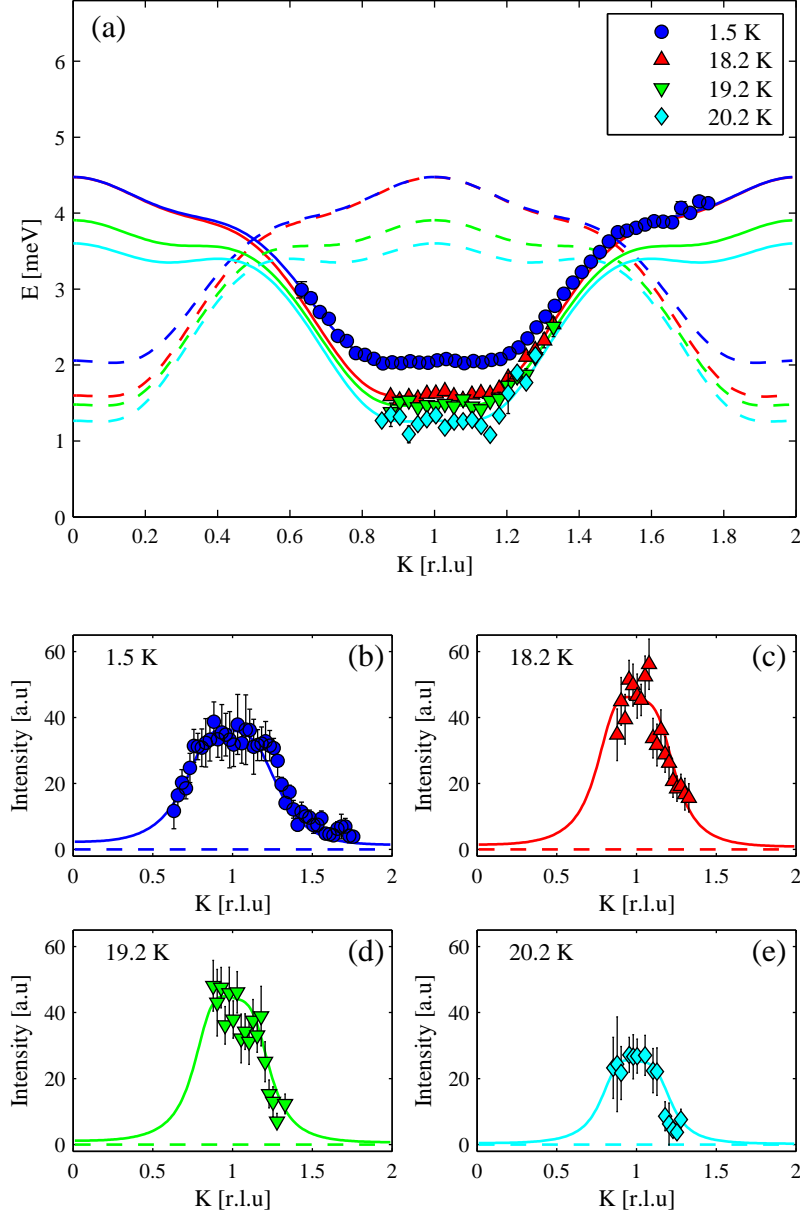 (a)
1.5 K
18.2 K
19.2 K
20.2 K
6
5
4
3
2
1
0
E [meV]
0 0.2 0.4 0.6 0.8 1 1.2 1.4 1.6 1.8 2
K [r.l.u]
1.5 K (b)
60
40
20
0
Intensity [a.u]
0 0.5 1 1.5 2
K [r.l.u]
18.2 K (c)
60
40
20
0
Intensity [a.u]
0 0.5 1 1.5 2
K [r.l.u]
19.2 K (d)
60
40
20
0
Intensity [a.u]
0 0.5 1 1.5 2
K [r.l.u]
20.2 K (e)
60
40
20
0
Intensity [a.u]
0 0.5 1 1.5 2
K [r.l.u]